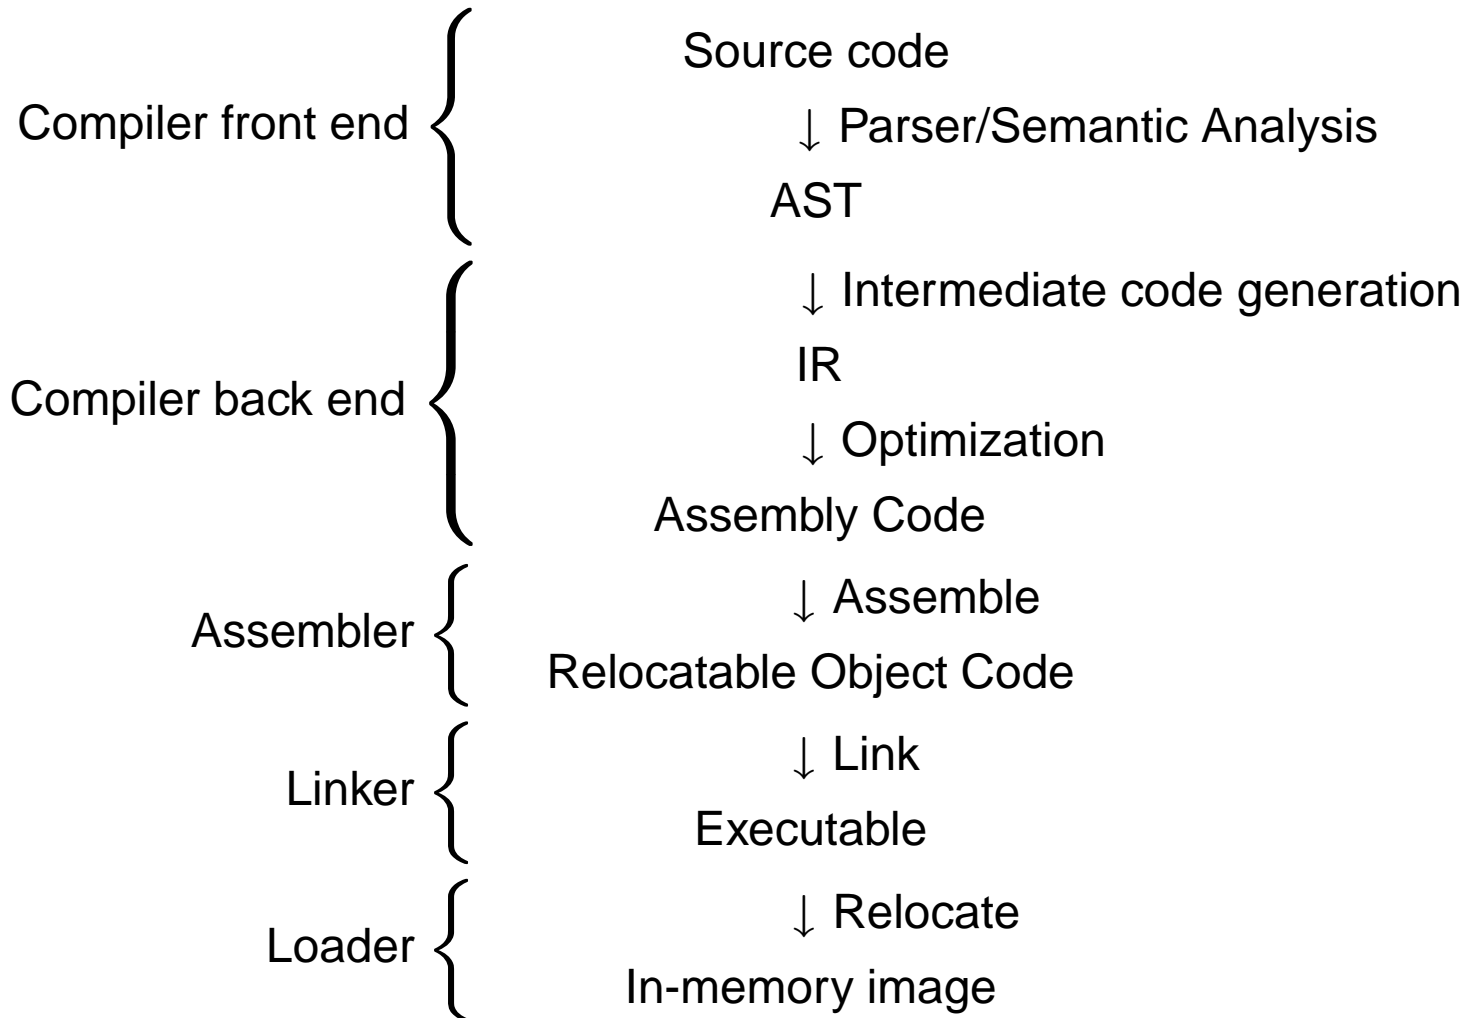 Source code
Compiler front end
↓ Parser/Semantic Analysis
AST
↓ Intermediate code generation
IR
Compiler back end
↓ Optimization
Assembly Code
↓ Assemble
Assembler
Relocatable Object Code
↓ Link
Linker
Executable
↓ Relocate
Loader
In-memory image